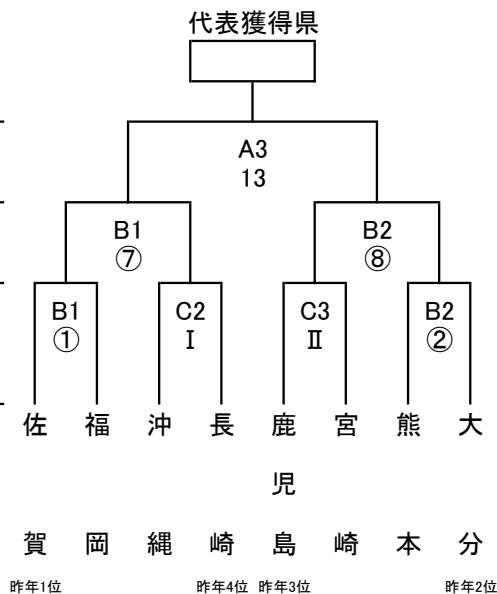 代表獲得県
A3
13
B1
⑦
B2
⑧
B1
①
C2
Ⅰ
C3
Ⅱ
B2
②
佐賀
福岡
沖縄
長崎
鹿児島
宮崎
熊本
大分
昨年1位
昨年4位
昨年3位
昨年2位